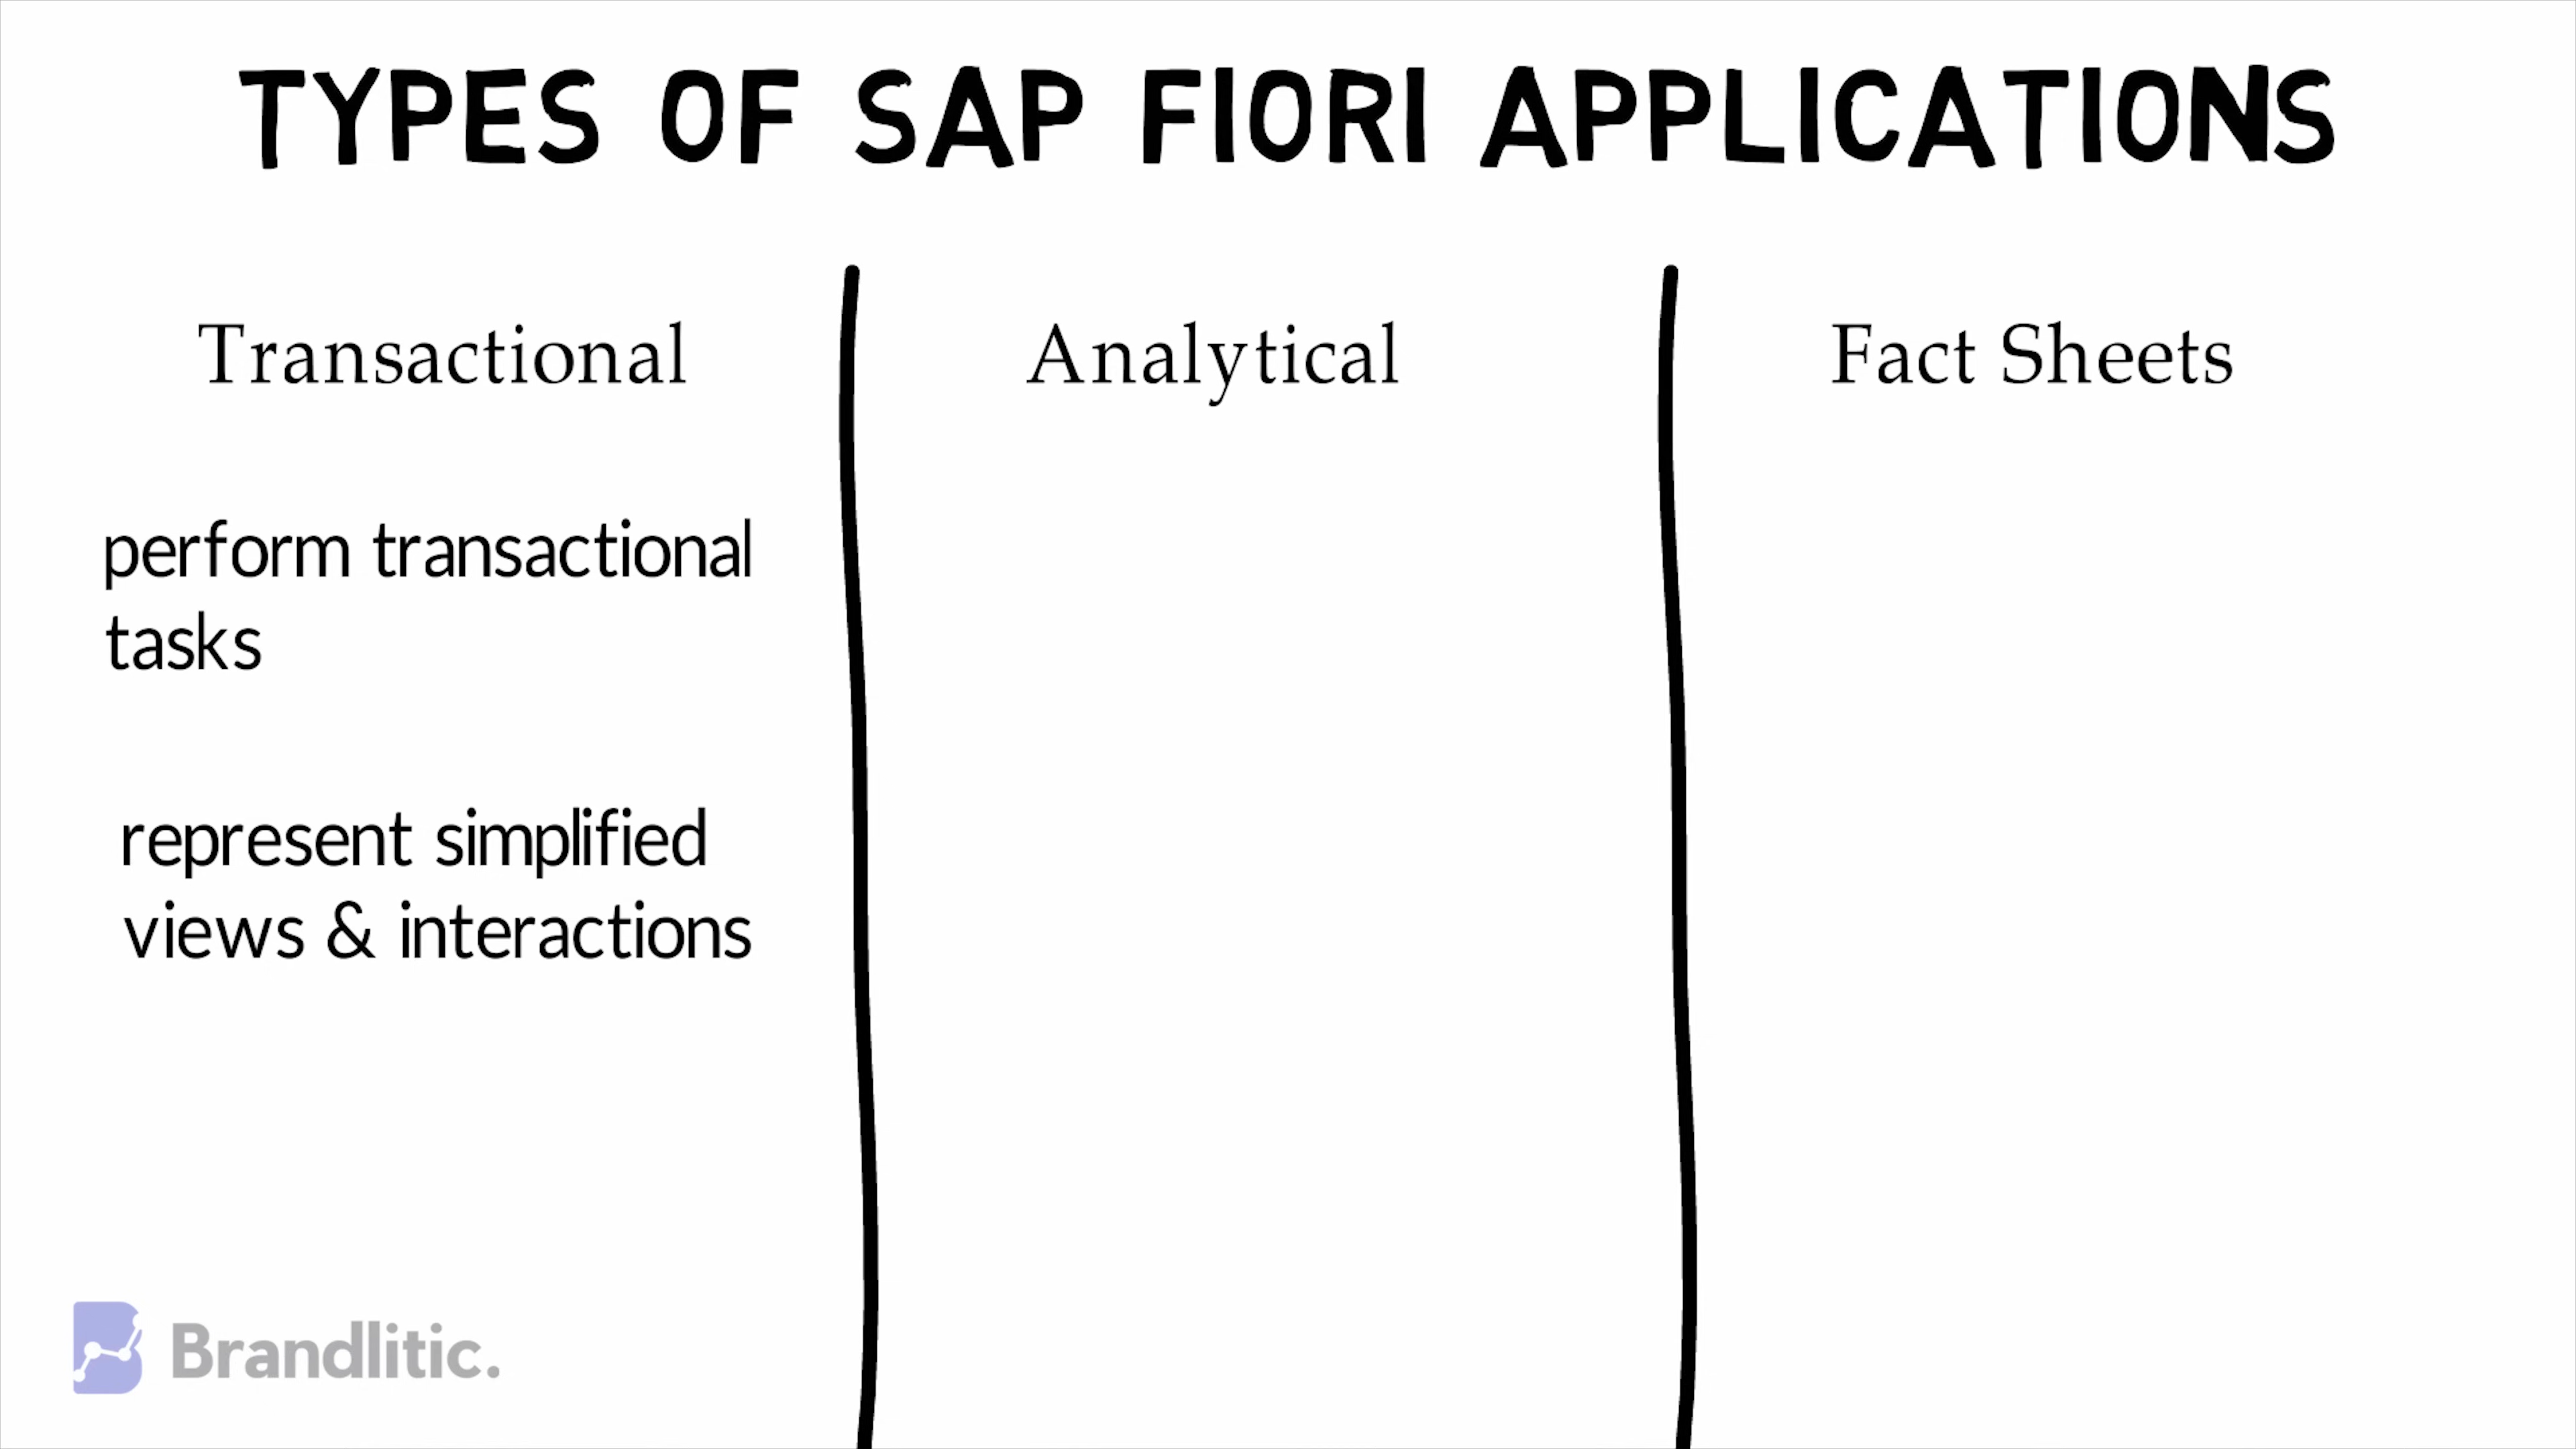 TYPES OF SAP FIORI APPLICATIONS
Transactional
perform transactional
tasks
represent simplified
views & interactions
Analytical
Fact Sheets
Brandlitic.